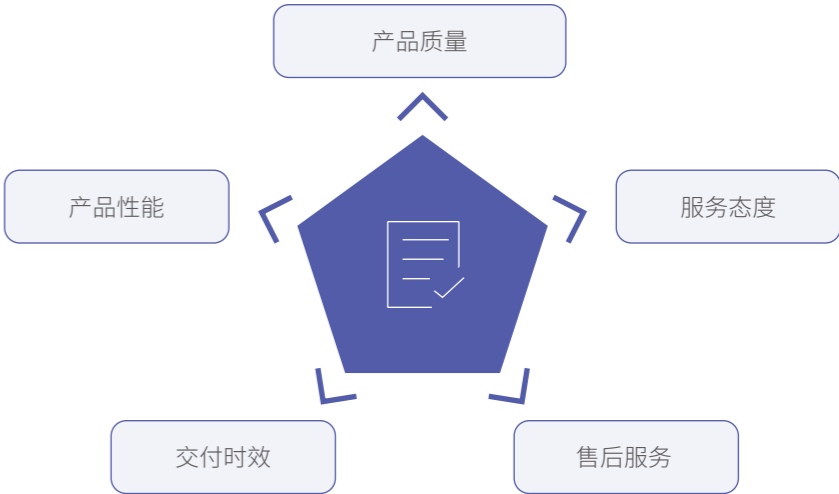 产品质量
产品性能
服务态度
交付时效
售后服务